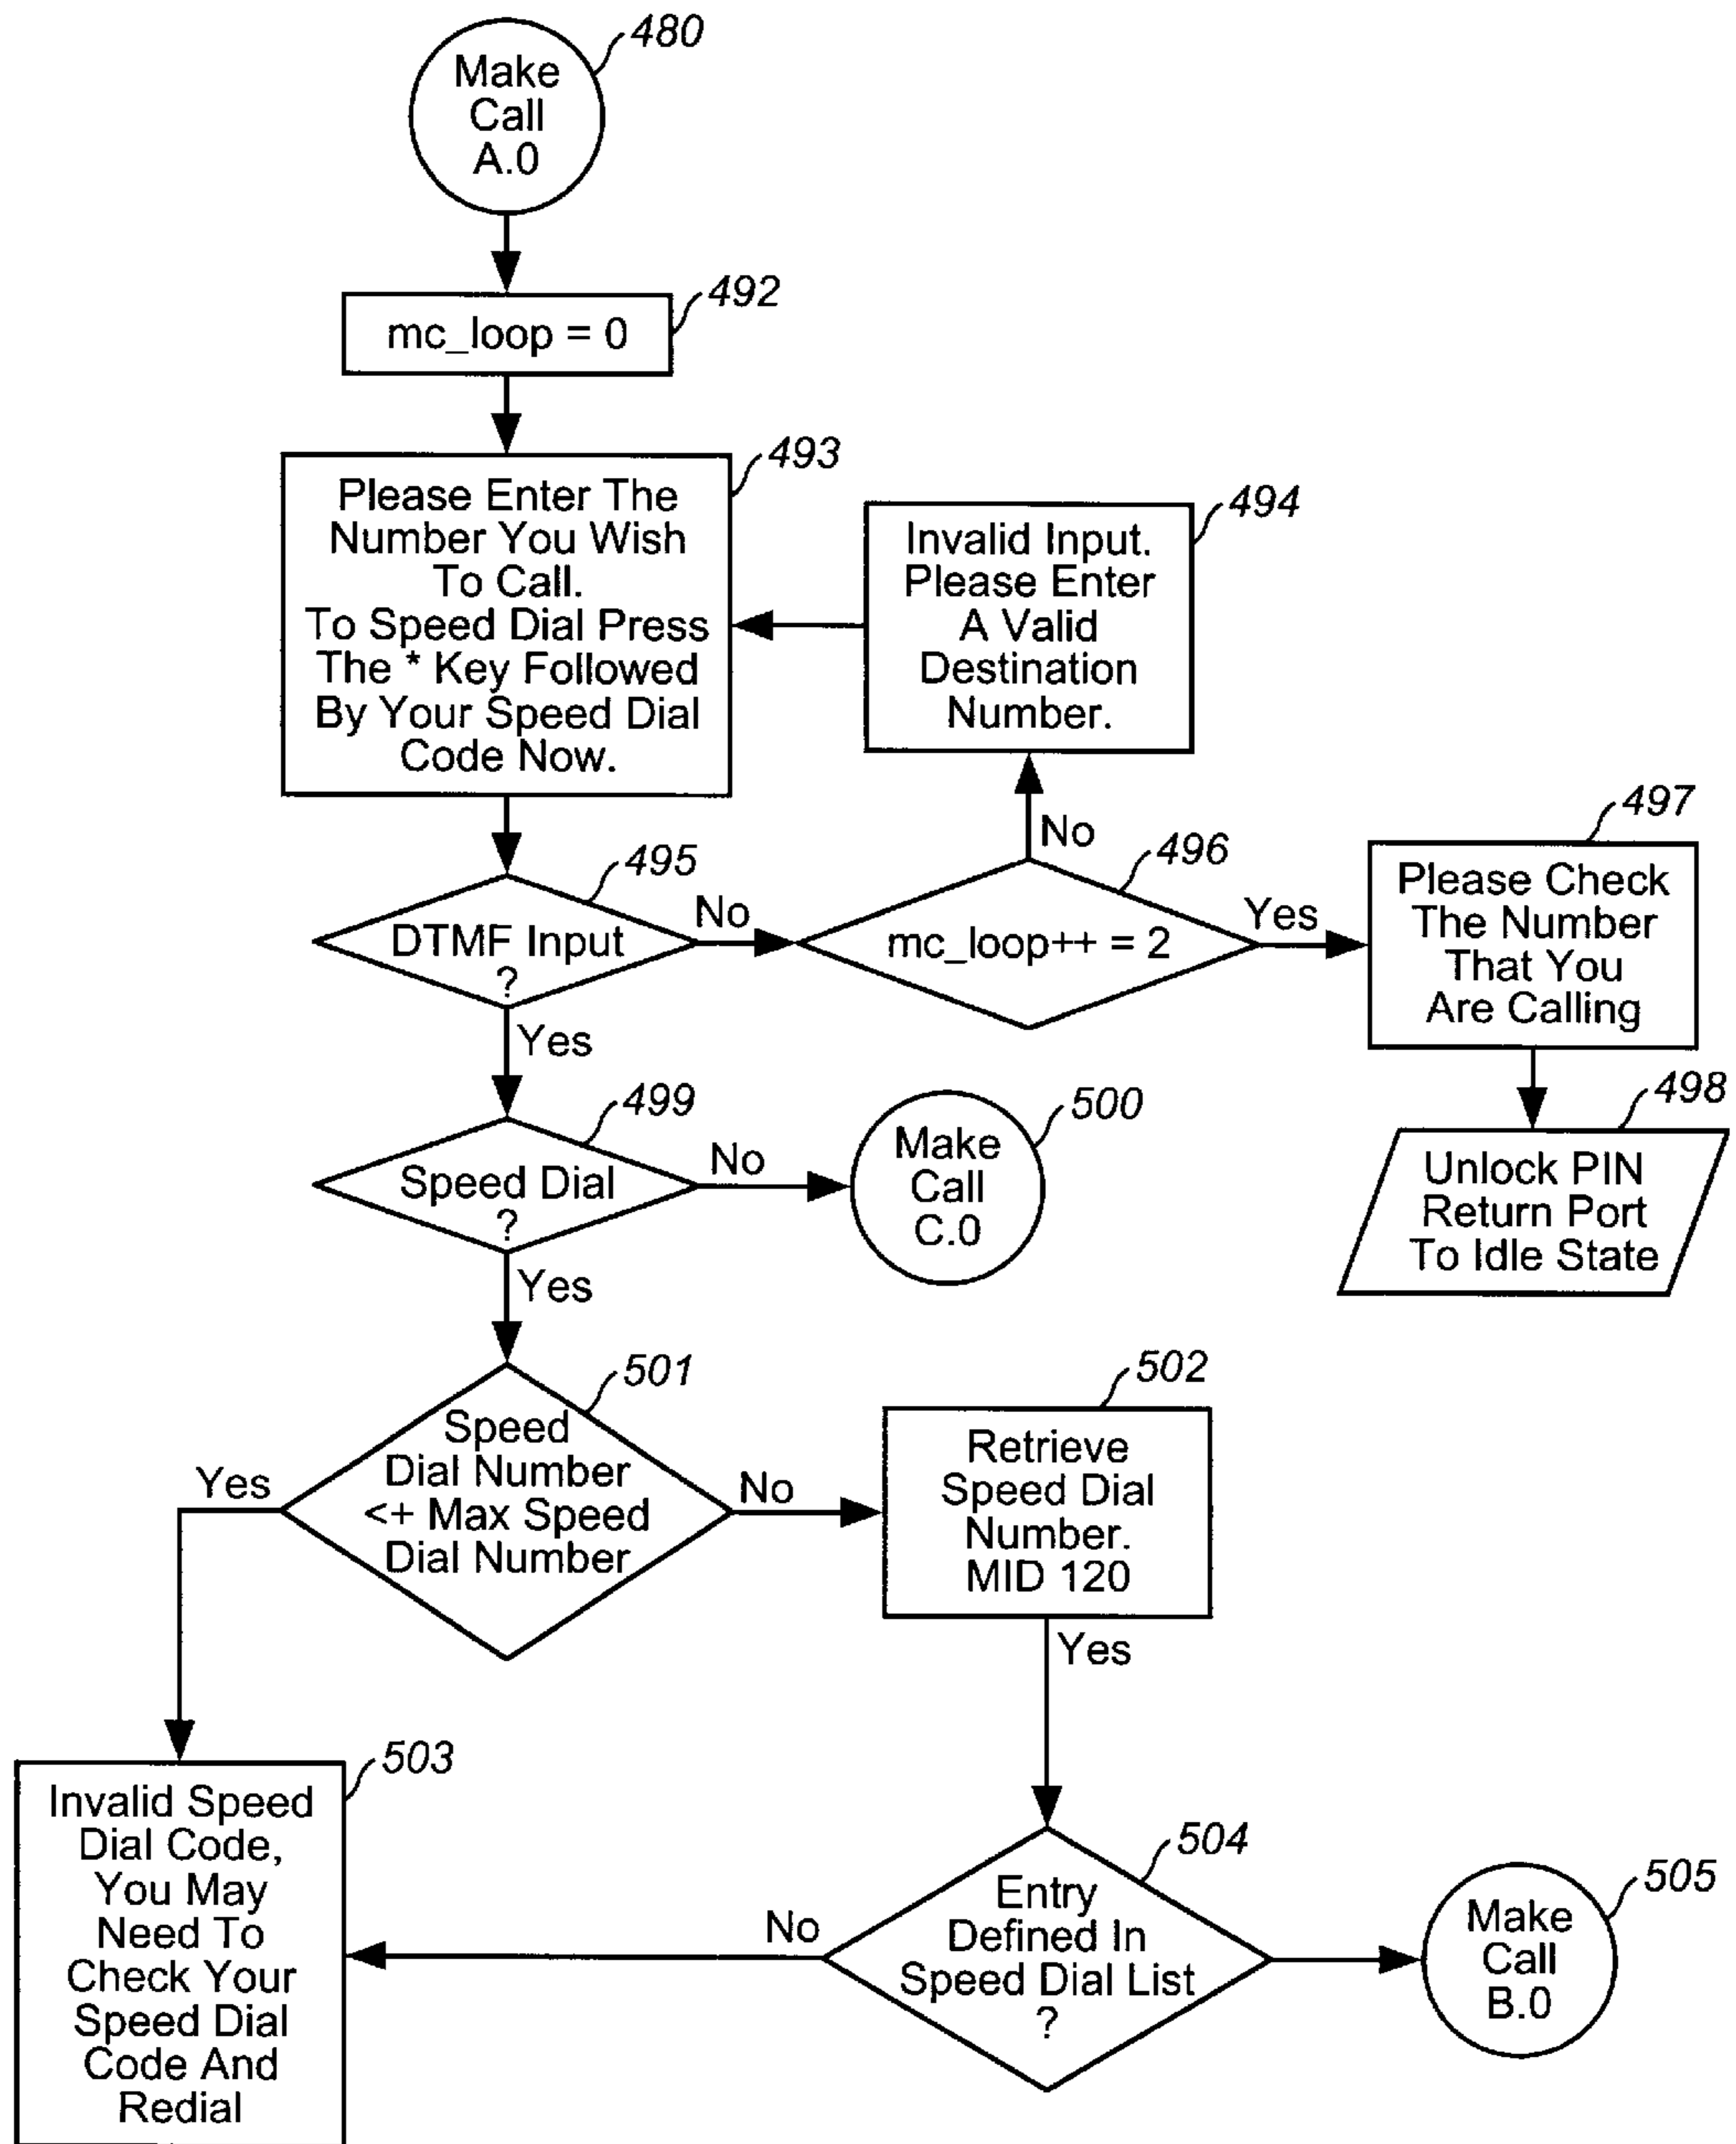 480
Make
Call
A.0
492
mc_loop = 0
493
Please Enter The
Number You Wish
To Call.
To Speed Dial Press
The * Key Followed
By Your Speed Dial
Code Now.
494
Invalid Input.
Please Enter
A Valid
Destination
Number.
No
495
DTMF Input
?
No
496
mc_loop++ = 2
Yes
497
Please Check
The Number
That You
Are Calling
Yes
498
Unlock PIN
Return Port
To Idle State
499
Speed Dial
?
No
500
Make
Call
C.0
Yes
501
Speed
Dial Number
<+ Max Speed
Dial Number
Yes
No
502
Retrieve
Speed Dial
Number.
MID 120
Yes
503
Invalid Speed
Dial Code,
You May
Need To
Check Your
Speed Dial
Code And
Redial
504
Entry
Defined In
Speed Dial List
?
No
505
Make
Call
B.0